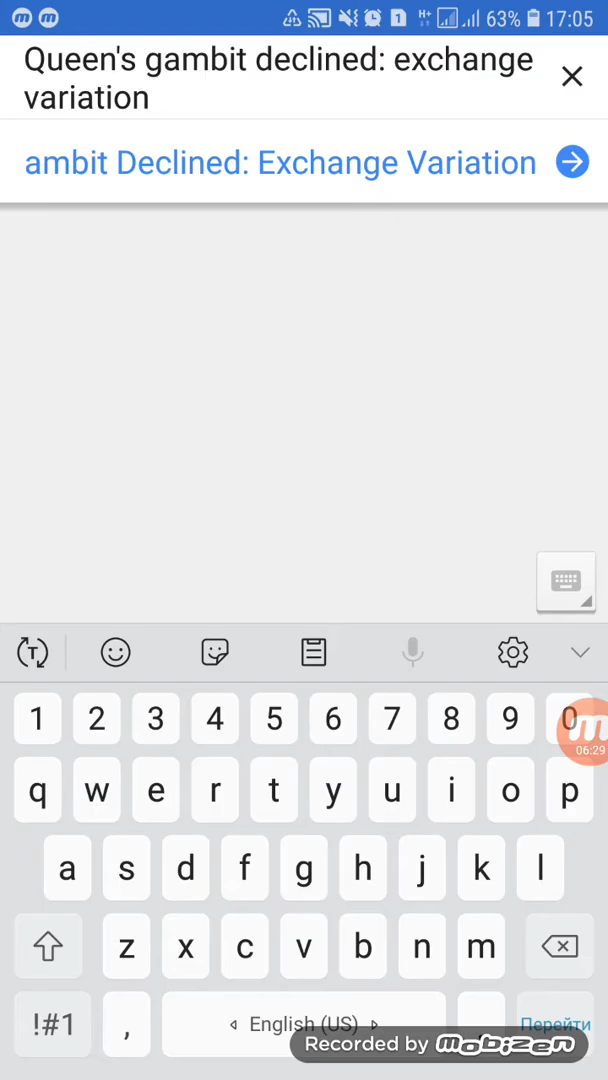 1 H+ 63% 17:05
Queen's gambit declined: exchange
variation
ambit Declined: Exchange Variation
T
1 2 3 4 5 6 7 8 9 0
06:29
q w e r t y u i o p
a s d f g h j k l
z x c v b n m
!#1 , English (US) Перейти
Recorded by mobizen